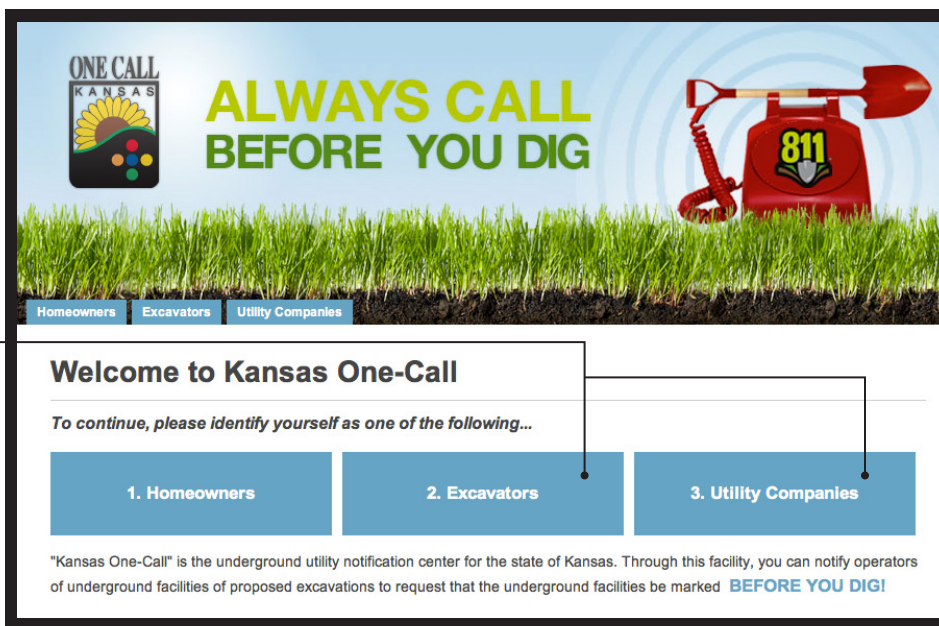 ONE CALL
KANSAS
ALWAYS CALL
BEFORE YOU DIG
811
Homeowners Excavators Utility Companies
Welcome to Kansas One-Call
To continue, please identify yourself as one of the following...
1. Homeowners 2. Excavators 3. Utility Companies
"Kansas One-Call" is the underground utility notification center for the state of Kansas. Through this facility, you can notify operators
of underground facilities of proposed excavations to request that the underground facilities be marked BEFORE YOU DIG!